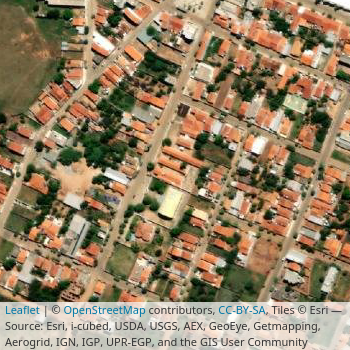 Leaflet | © OpenStreetMap contributors, CC-BY-SA, Tiles © Esri —
Source: Esri, i-cubed, USDA, USGS, AEX, GeoEye, Getmapping,
Aerogrid, IGN, IGP, UPR-EGP, and the GIS User Community